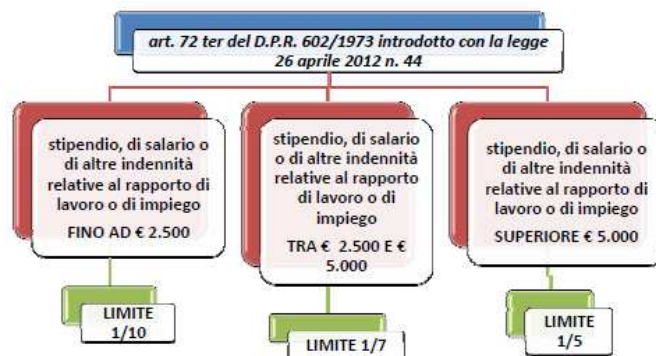 art. 72 ter del D.P.R. 602/1973 introdotto con la legge
26 aprile 2012 n. 44
stipendio, di salario o
di altre indennità
relative al rapporto di
lavoro o di impiego
FINO AD € 2.500
LIMITE
1/10
stipendio, di salario
o di altre indennità
relative al rapporto
di lavoro o di
impiego
TRA € 2.500 E €
5.000
LIMITE 1/7
stipendio, di salario o
di altre indennità
relative al rapporto di
lavoro o di impiego
SUPERIORE € 5.000
LIMITE
1/5